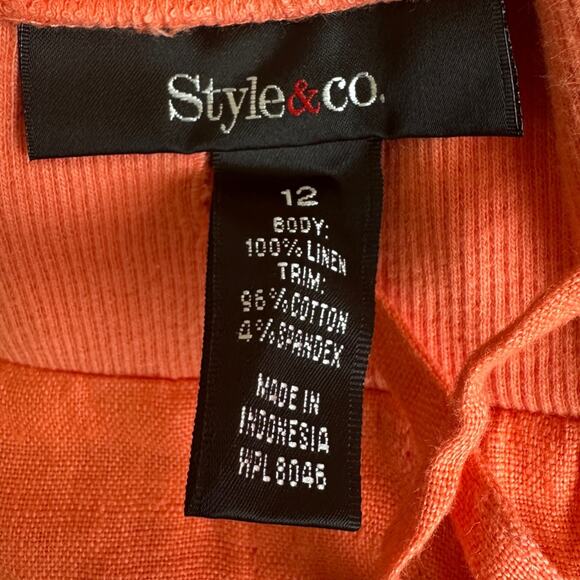 Style&co.
12
BODY:
100% LINEN
TRIM:
96% COTTON
4% SPANDEX
MADE IN
INDONESIA
WPL 8046